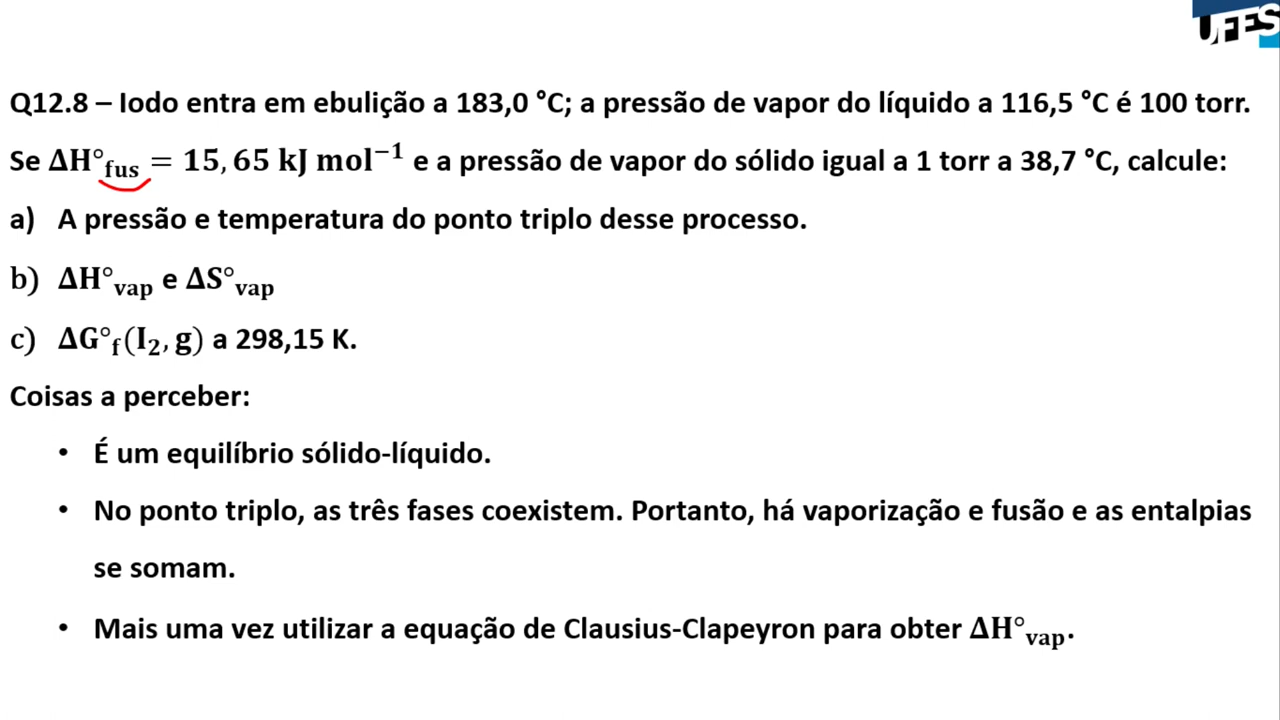 UFES
Q12.8 – Iodo entra em ebulição a 183,0 °C; a pressão de vapor do líquido a 116,5 °C é 100 torr.
Se ΔH°fus = 15,65 kJ mol⁻¹ e a pressão de vapor do sólido igual a 1 torr a 38,7 °C, calcule:
a) A pressão e temperatura do ponto triplo desse processo.
b) ΔH°vap e ΔS°vap
c) ΔG°f(I₂, g) a 298,15 K.
Coisas a perceber:
• É um equilíbrio sólido-líquido.
• No ponto triplo, as três fases coexistem. Portanto, há vaporização e fusão e as entalpias
se somam.
• Mais uma vez utilizar a equação de Clausius-Clapeyron para obter ΔH°vap.